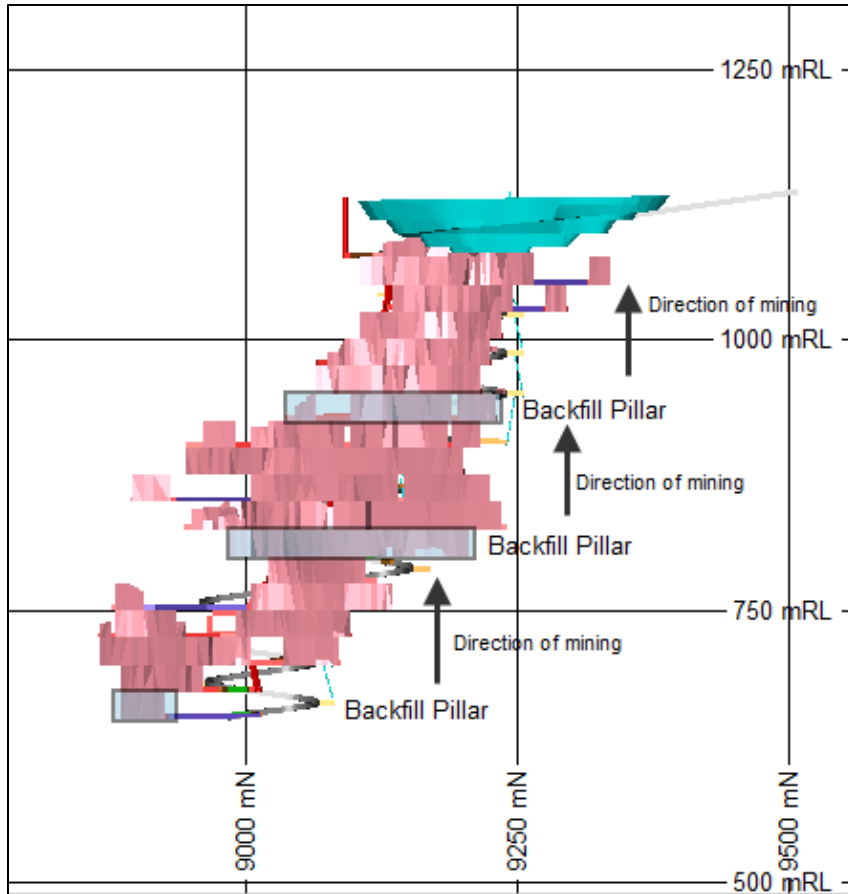 1250 mRL
Direction of mining
1000 mRL
Backfill Pillar
Direction of mining
Backfill Pillar
750 mRL
Direction of mining
Backfill Pillar
9000 mN
9250 mN
9500 mN
500 mRL